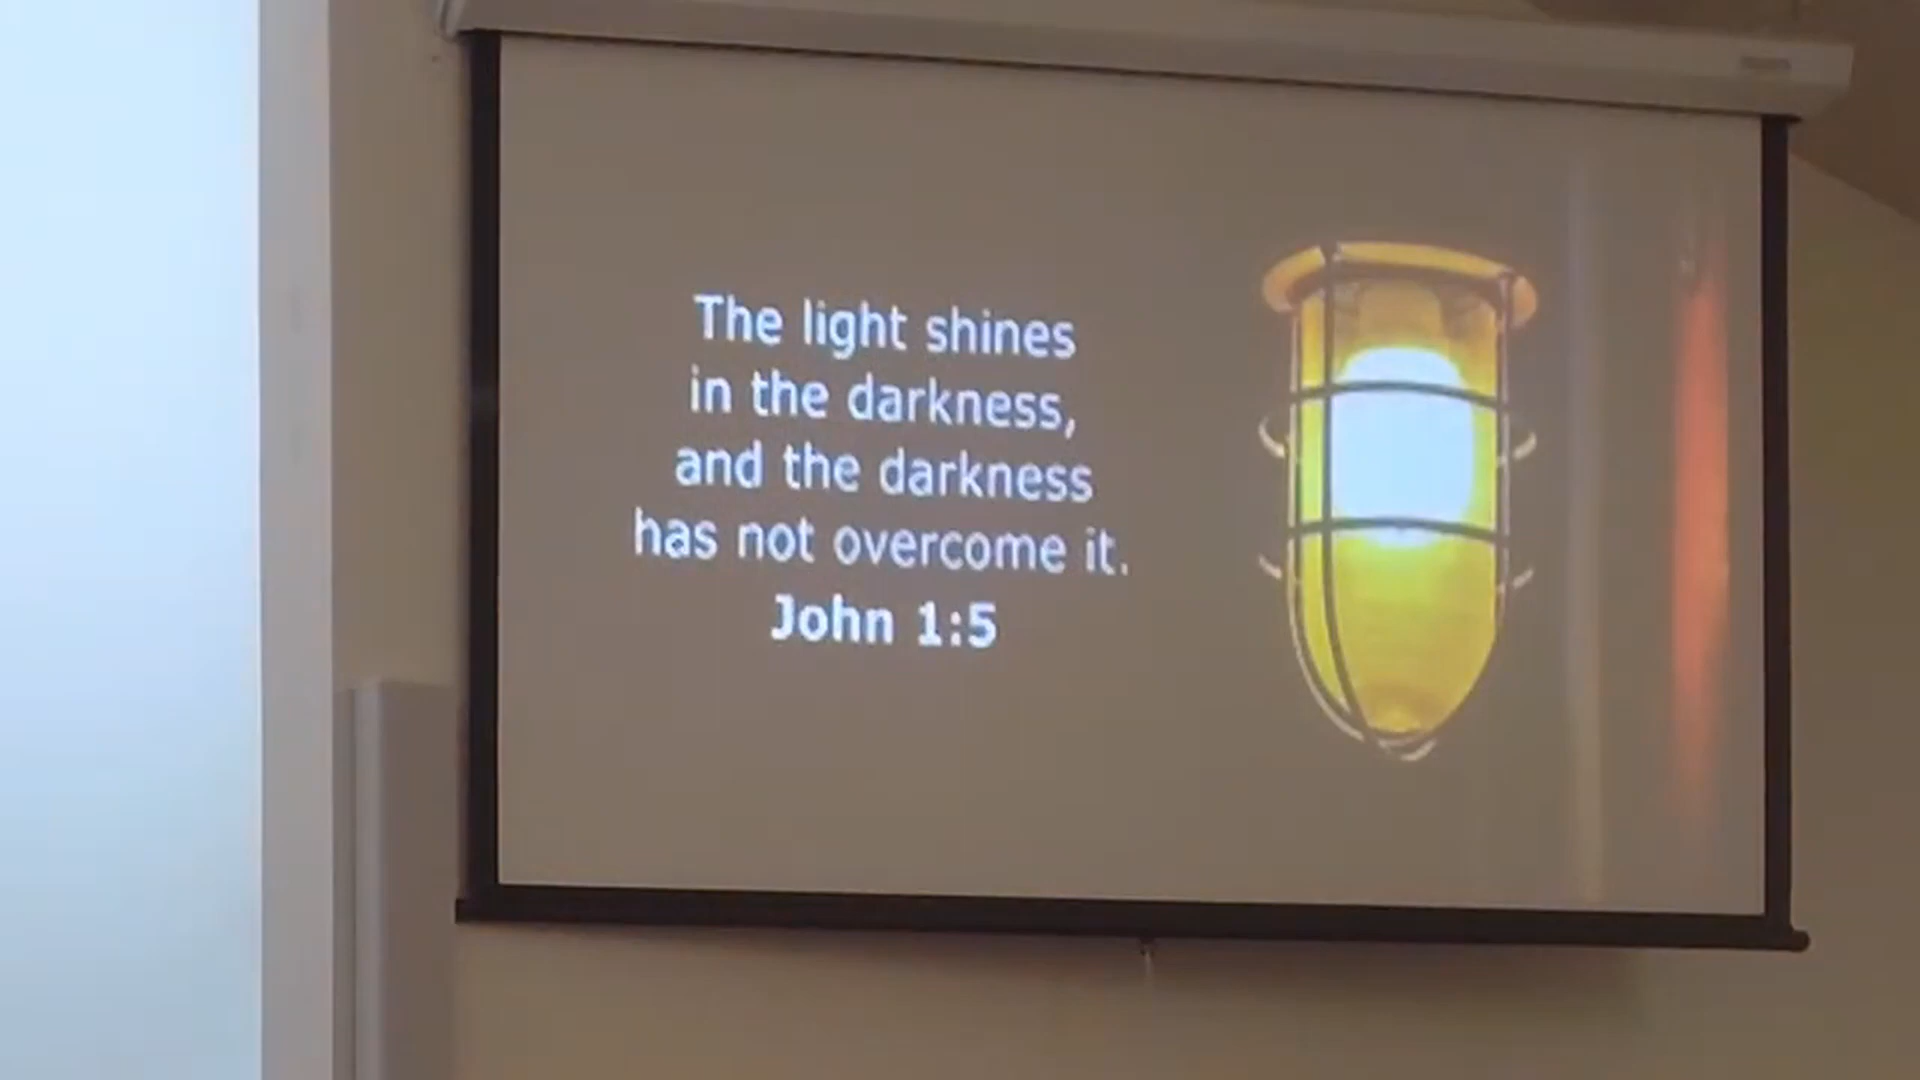 The light shines
in the darkness,
and the darkness
has not overcome it.
John 1:5